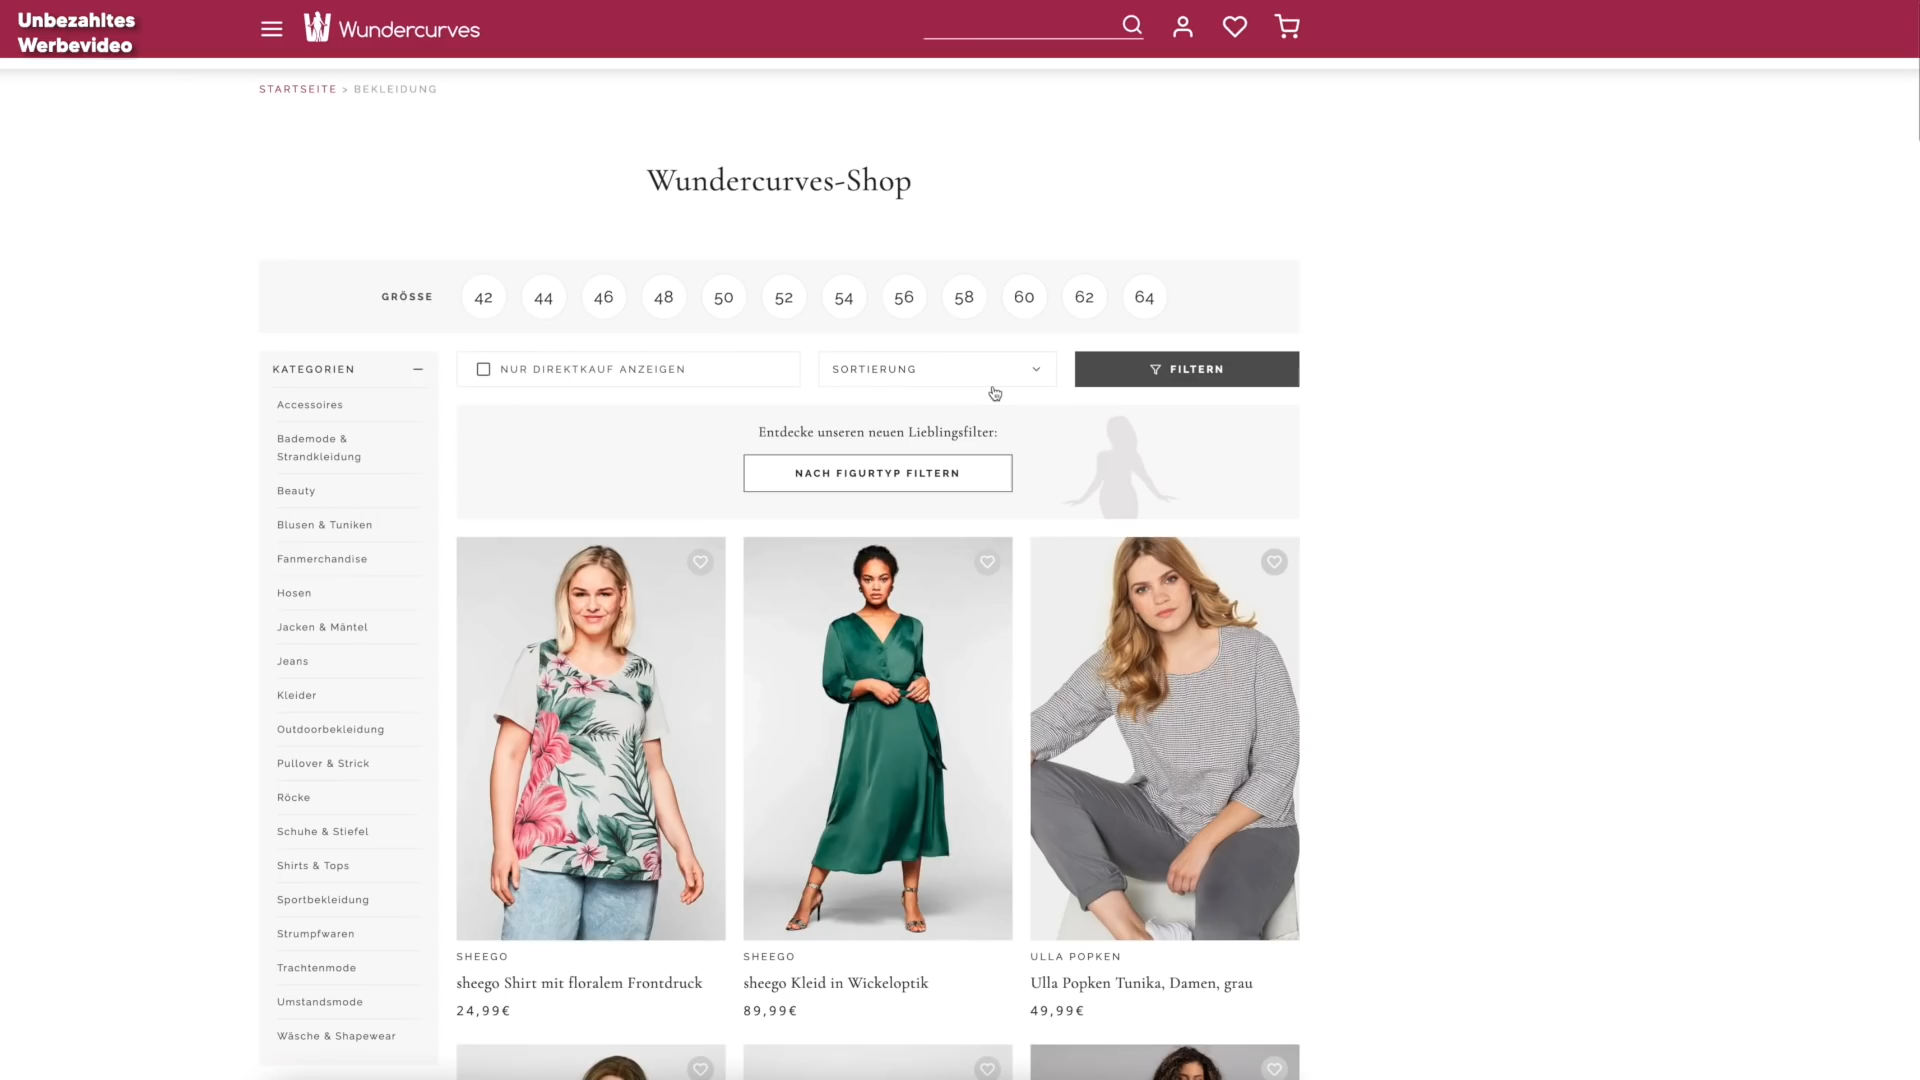 Unbezahltes
Werbevideo
Wundercurves
STARTSEITE > BEKLEIDUNG
Wundercurves-Shop
GRÖSSE 42 44 46 48 50 52 54 56 58 60 62 64
KATEGORIEN
NUR DIREKTKAUF ANZEIGEN
SORTIERUNG
FILTERN
Accessoires
Bademode &
Strandkleidung
Beauty
Blusen & Tuniken
Fanmerchandise
Hosen
Jacken & Mäntel
Jeans
Kleider
Outdoorbekleidung
Pullover & Strick
Röcke
Schuhe & Stiefel
Shirts & Tops
Sportbekleidung
Strumpfwaren
Trachtenmode
Umstandsmode
Wäsche & Shapewear
Entdecke unseren neuen Lieblingsfilter:
NACH FIGURTYP FILTERN
SHEEGO
sheego Shirt mit floralem Frontdruck
24,99€
SHEEGO
sheego Kleid in Wickeloptik
89,99€
ULLA POPKEN
Ulla Popken Tunika, Damen, grau
49,99€